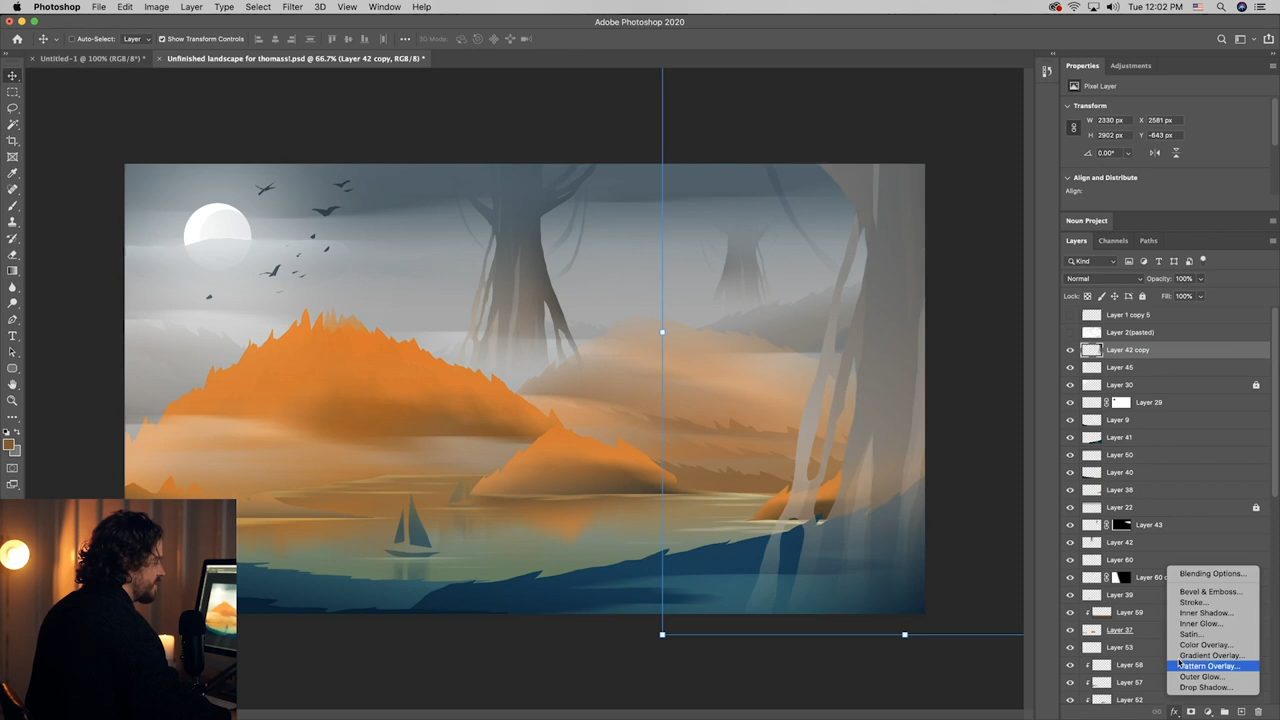 Photoshop File Edit Image Layer Type Select Filter 3D View Window Help Tue 12:02 PM
Adobe Photoshop 2020
Auto-Select: Layer Show Transform Controls 3D Mode:
Untitled-1 @ 100% (RGB/8*) * Unfinished landscape for thomass!.psd @ 66.7% (Layer 42 copy, RGB/8) *
Properties Adjustments
Pixel Layer
Transform
W 2330 px X 2581 px
H 2902 px Y -643 px
0.00°
Align and Distribute
Align:
Noun Project
Layers Channels Paths
Kind
Normal Opacity: 100%
Lock: Fill: 100%
Layer 1 copy 5
Layer 2(pasted)
Layer 42 copy
Layer 45
Layer 30
Layer 29
Layer 9
Layer 41
Layer 50
Layer 40
Layer 38
Layer 22
Layer 43
Layer 42
Layer 60
Layer 60
Layer 39
Layer 59
Layer 37
Layer 53
Layer 58
Layer 57
Layer 52
Blending Options...
Bevel & Emboss...
Stroke...
Inner Shadow...
Inner Glow...
Satin...
Color Overlay...
Gradient Overlay...
Pattern Overlay...
Outer Glow...
Drop Shadow...
fx